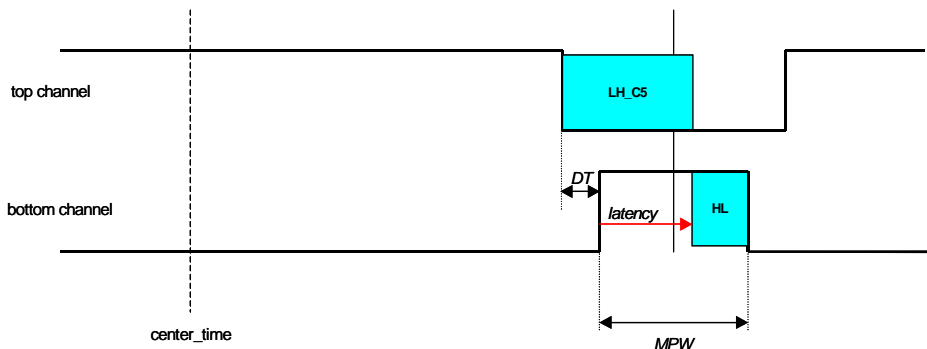 top channel
LH_C5
DT
bottom channel
latency
HL
center_time
MPW